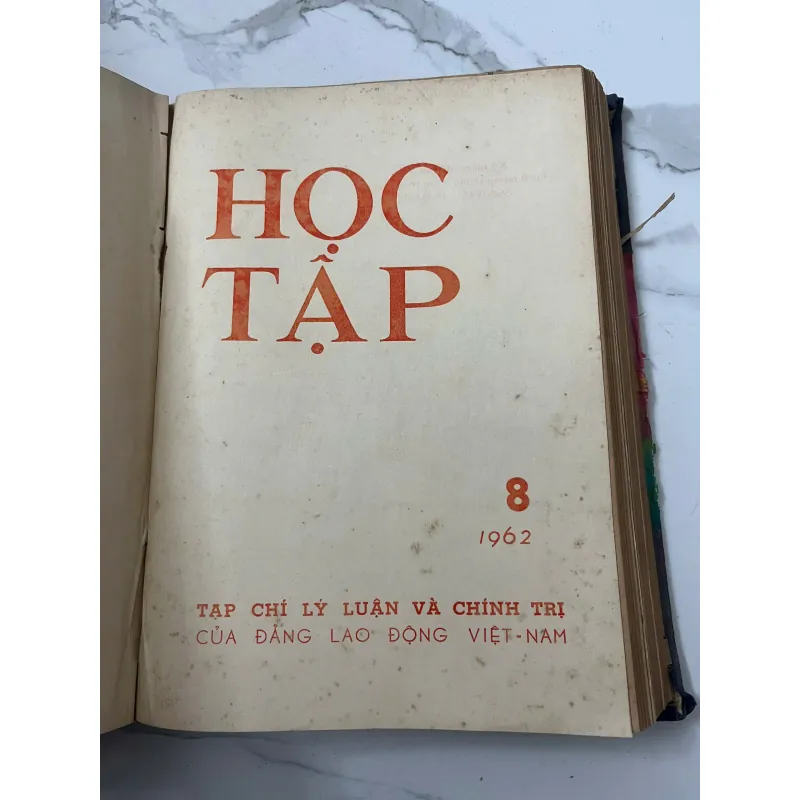 HỌC
TẬP
8
1962
TẠP CHÍ LÝ LUẬN VÀ CHÍNH TRỊ
CỦA ĐẢNG LAO ĐỘNG VIỆT-NAM